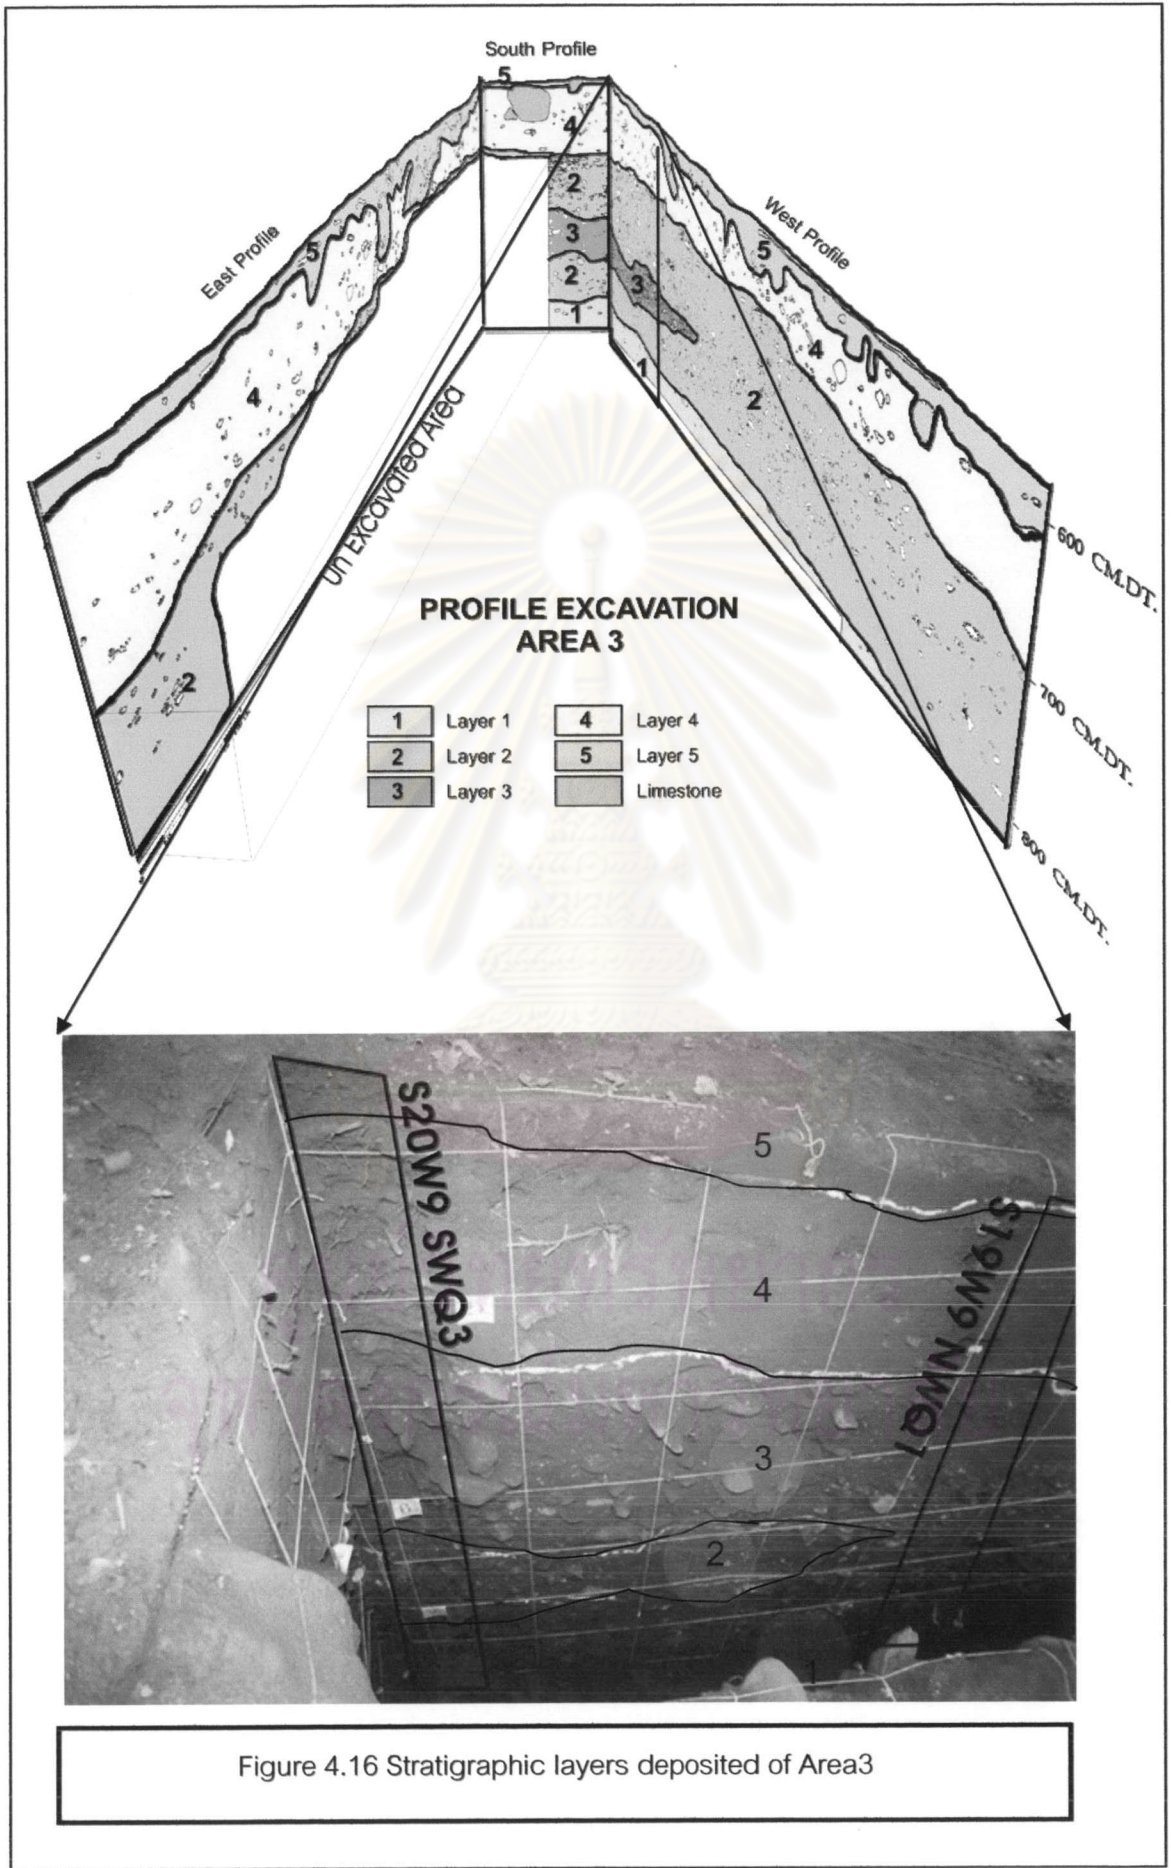 South Profile
5
4
2
3
2
1
East Profile
5
4
2
West Profile
5
4
3
2
1
Un Excavated Area
600 CM.DT.
700 CM.DT.
800 CM.DT.
PROFILE EXCAVATION
AREA 3
1 Layer 1 4 Layer 4
2 Layer 2 5 Layer 5
3 Layer 3 Limestone
S20W9 SWQ3
S19W9 NWQ1
5
4
3
2
1
Figure 4.16 Stratigraphic layers deposited of Area3